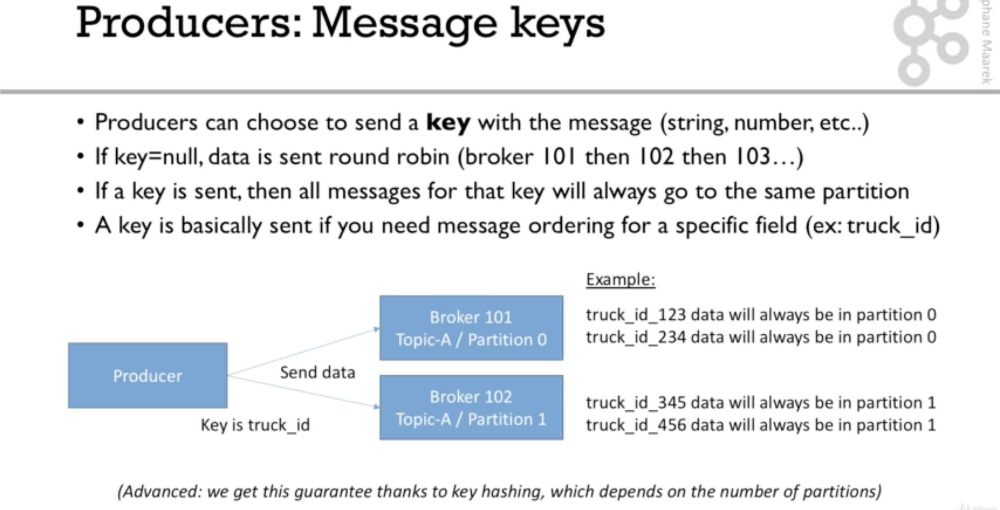 Producers: Message keys
phane Maarek
• Producers can choose to send a key with the message (string, number, etc..)
• If key=null, data is sent round robin (broker 101 then 102 then 103...)
• If a key is sent, then all messages for that key will always go to the same partition
• A key is basically sent if you need message ordering for a specific field (ex: truck_id)
Example:
Broker 101
Topic-A / Partition 0
truck_id_123 data will always be in partition 0
truck_id_234 data will always be in partition 0
Producer
Send data
Broker 102
Topic-A / Partition 1
truck_id_345 data will always be in partition 1
truck_id_456 data will always be in partition 1
Key is truck_id
(Advanced: we get this guarantee thanks to key hashing, which depends on the number of partitions)